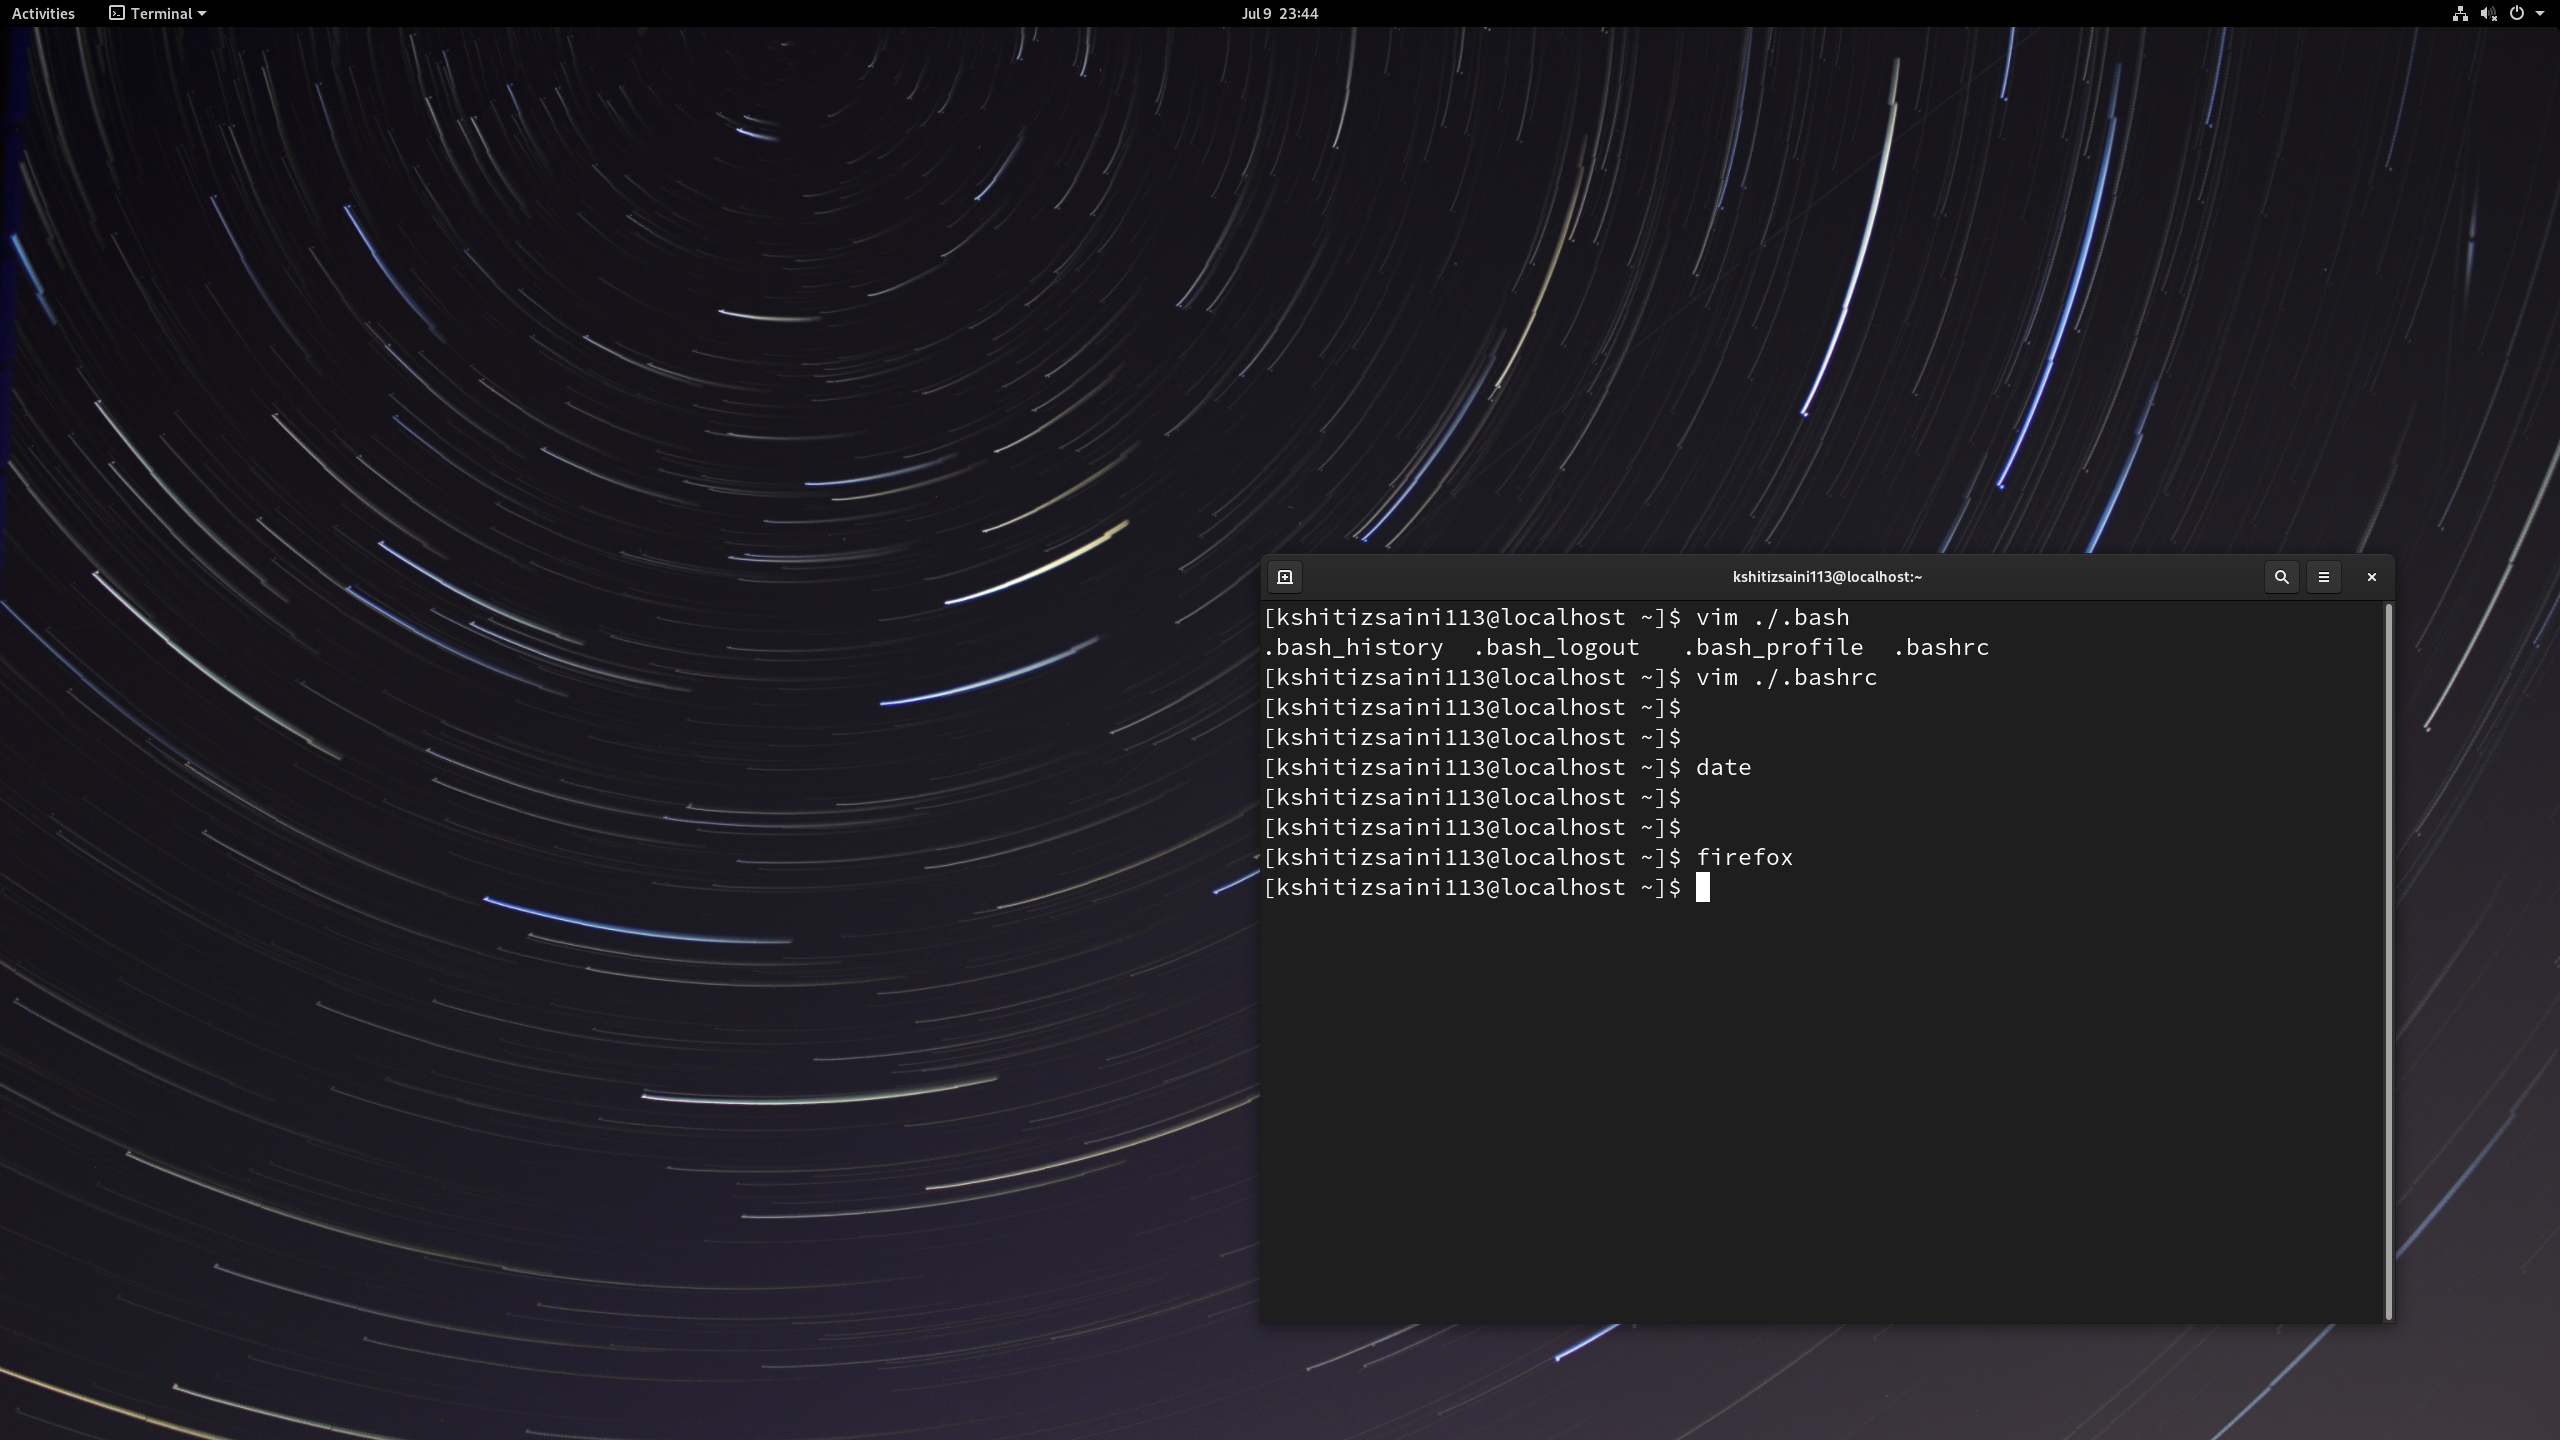 Activities Terminal Jul 9 23:44
kshitizsaini113@localhost:~
[kshitizsaini113@localhost ~]$ vim ./.bash
.bash_history .bash_logout .bash_profile .bashrc
[kshitizsaini113@localhost ~]$ vim ./.bashrc
[kshitizsaini113@localhost ~]$
[kshitizsaini113@localhost ~]$
[kshitizsaini113@localhost ~]$ date
[kshitizsaini113@localhost ~]$
[kshitizsaini113@localhost ~]$
[kshitizsaini113@localhost ~]$ firefox
[kshitizsaini113@localhost ~]$